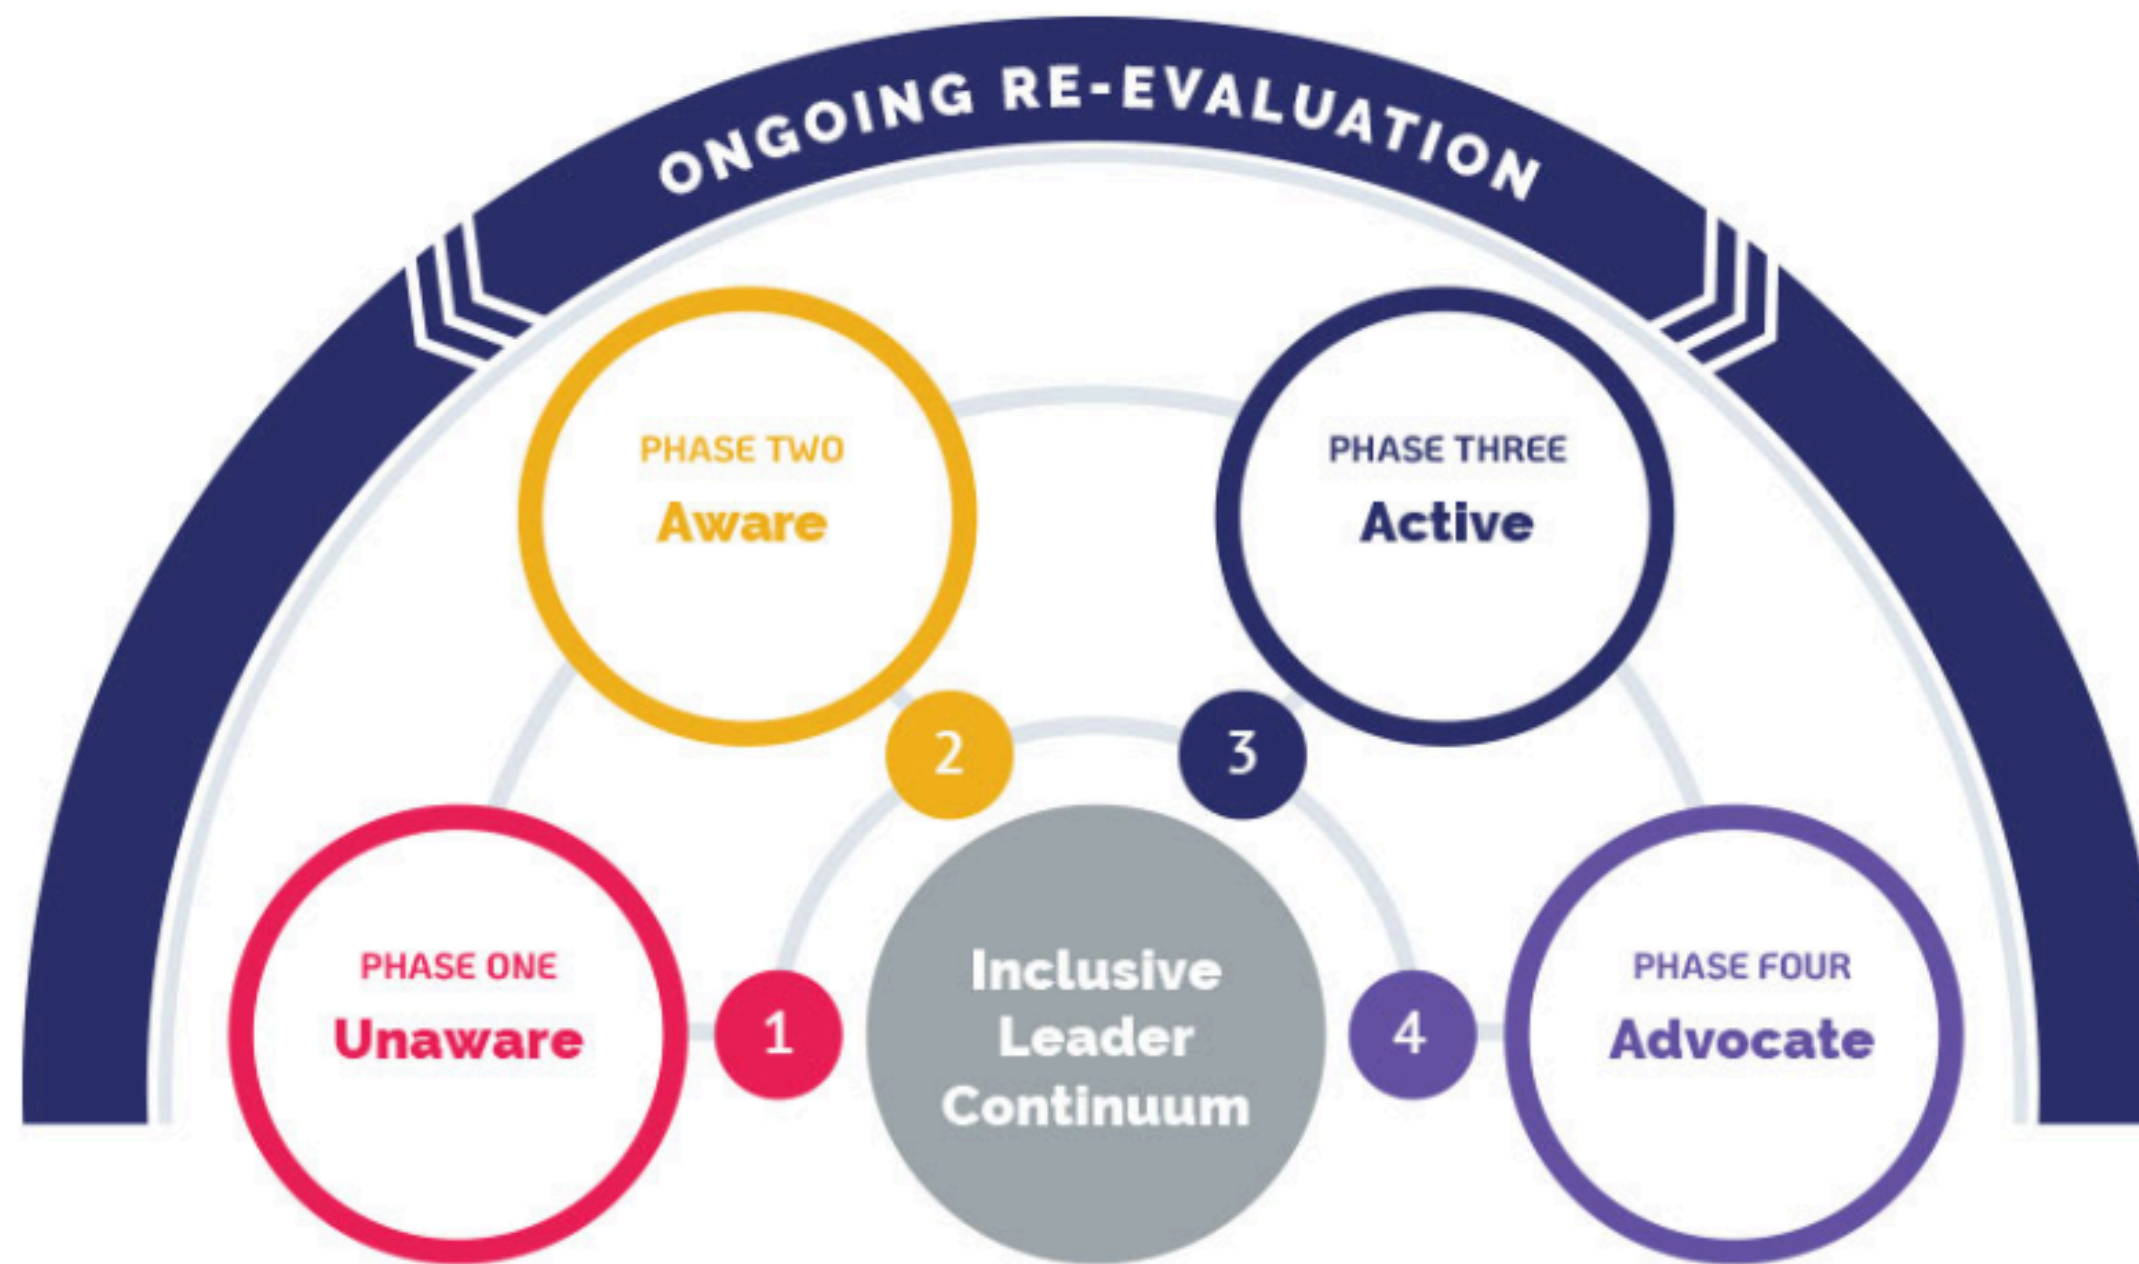 ONGOING RE-EVALUATION
PHASE TWO
Aware
PHASE THREE
Active
2
3
PHASE ONE
Unaware
1
Inclusive
Leader
Continuum
4
PHASE FOUR
Advocate